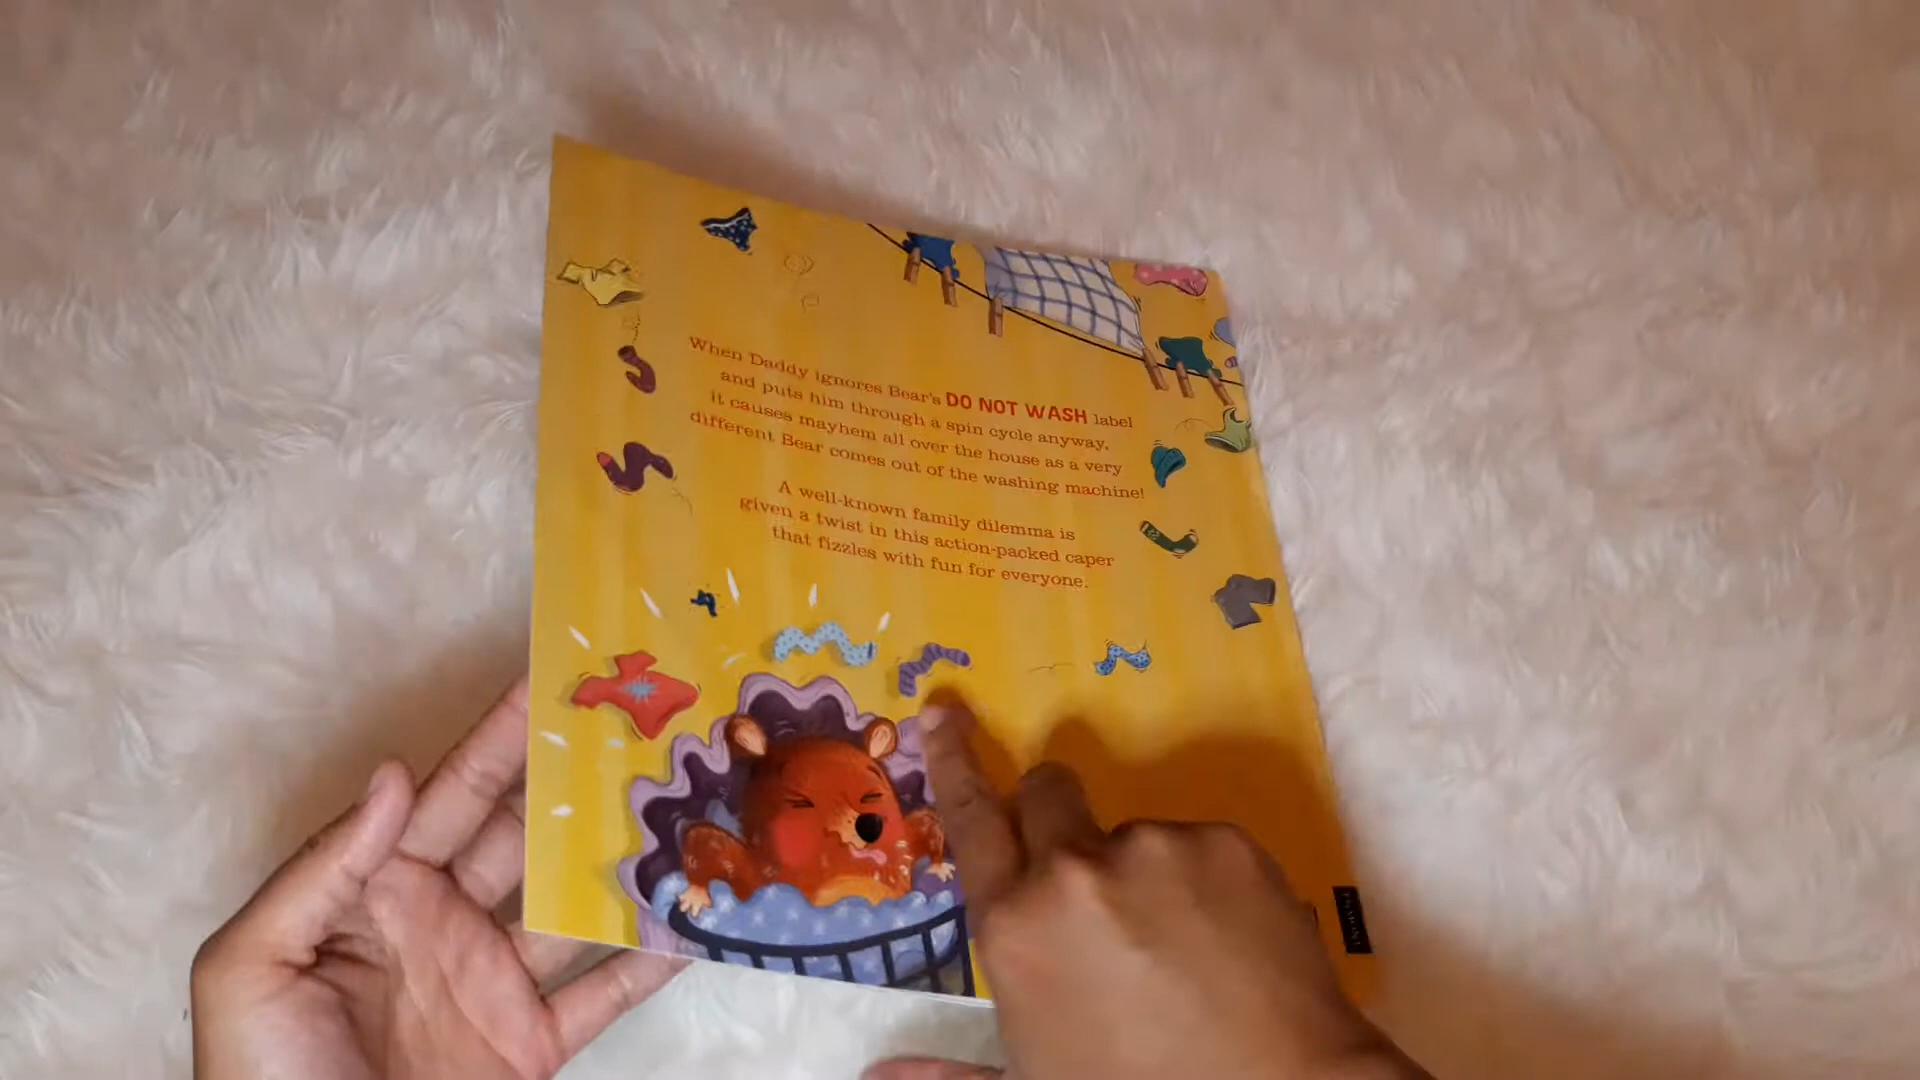 When Daddy ignores Bear's DO NOT WASH label
and puts him through a spin cycle anyway,
it causes mayhem all over the house as a very
different Bear comes out of the washing machine!
A well-known family dilemma is
given a twist in this action-packed caper
that fizzles with fun for everyone.